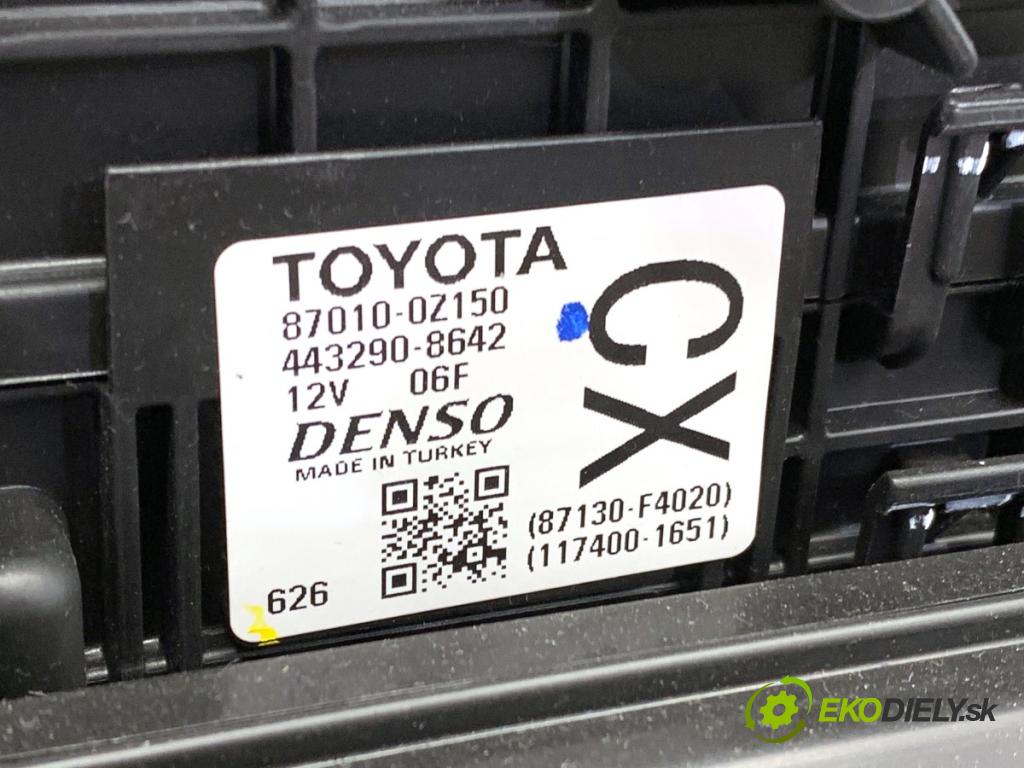 TOYOTA
87010-0Z150
443290-8642
12V 06F
DENSO
MADE IN TURKEY
CX
(87130-F4020)
(117400-1651)
626
EKODIELY.sk